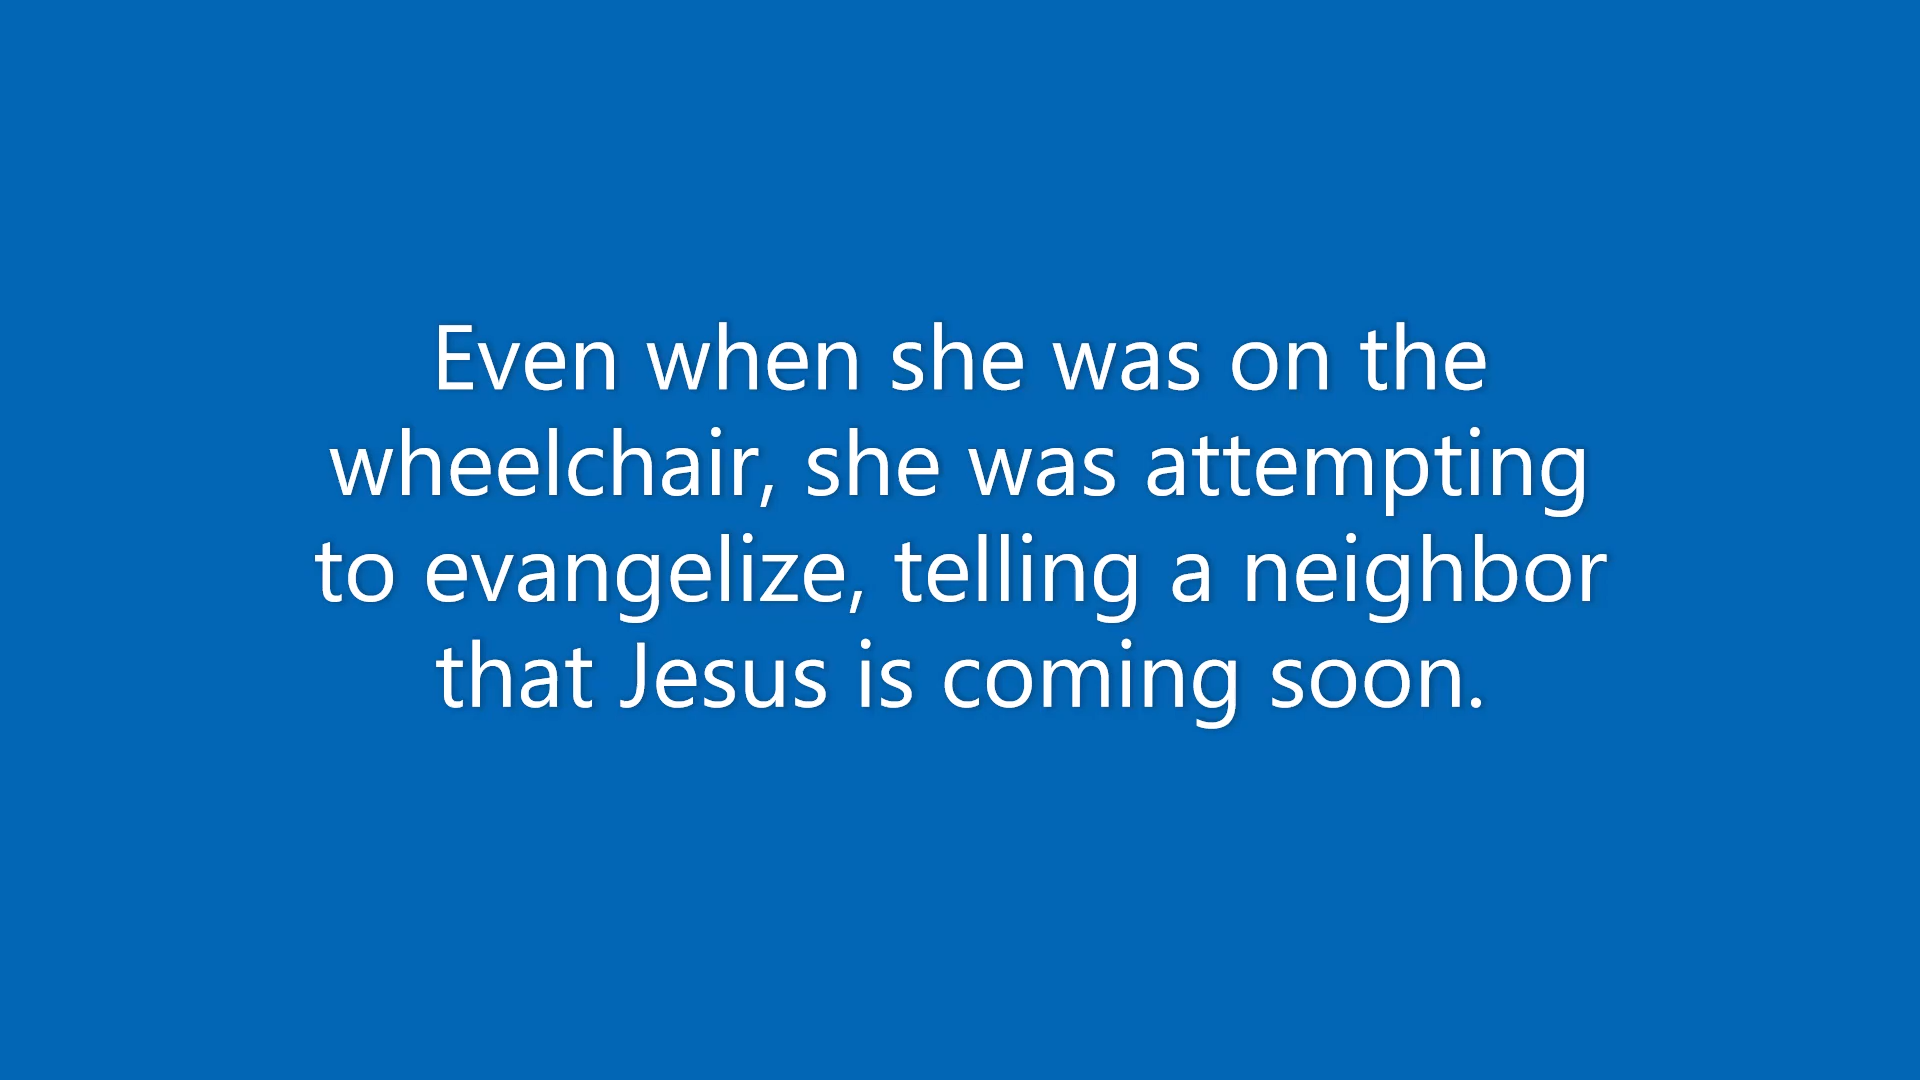 Even when she was on the
wheelchair, she was attempting
to evangelize, telling a neighbor
that Jesus is coming soon.